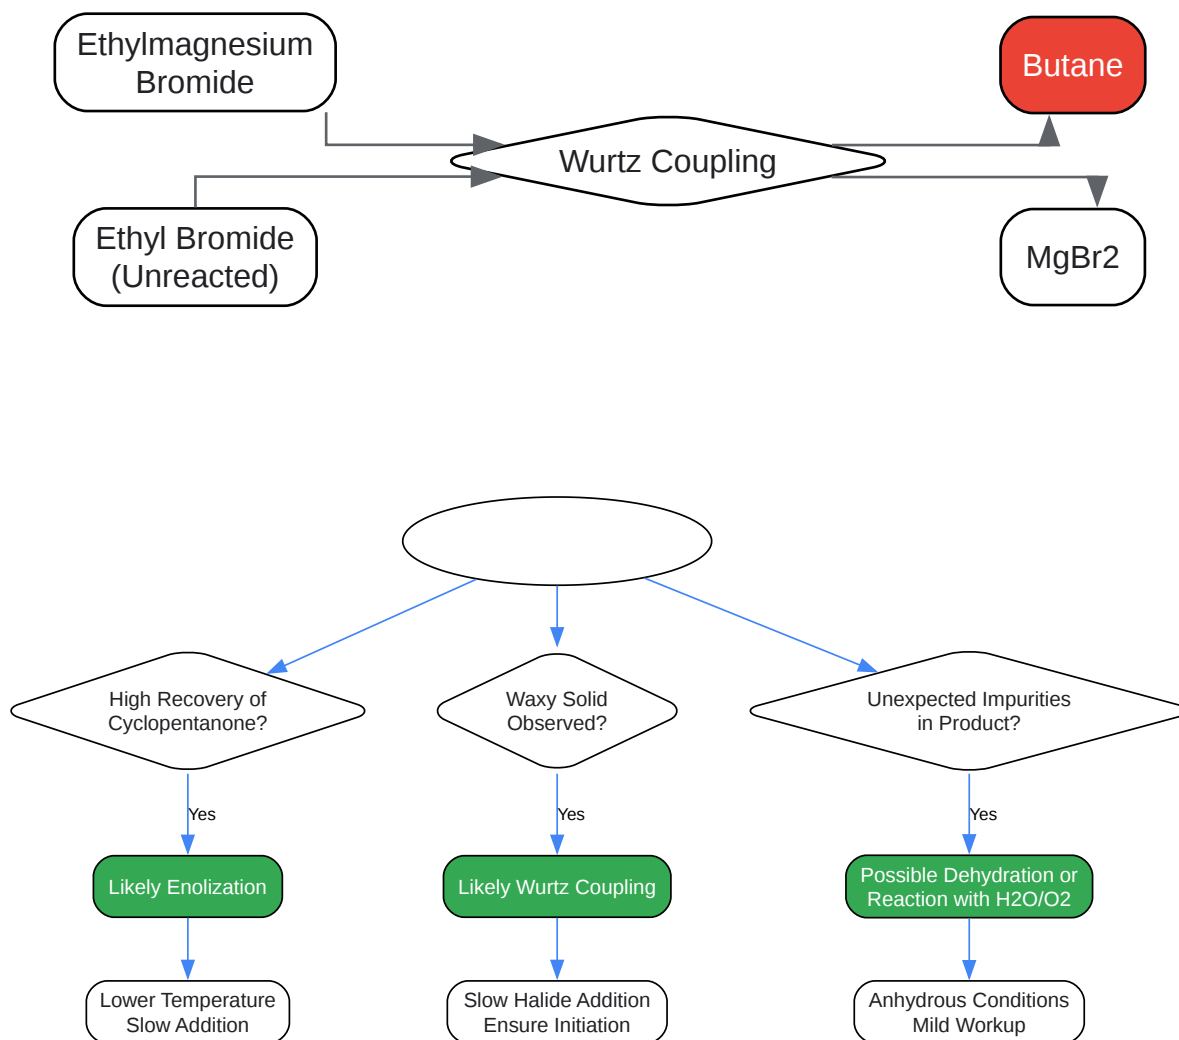 Ethylmagnesium
Bromide
Butane
Wurtz Coupling
Ethyl Bromide
(Unreacted)
MgBr2
High Recovery of
Cyclopentanone?
Waxy Solid
Observed?
Unexpected Impurities
in Product?
Yes
Yes
Yes
Likely Enolization
Likely Wurtz Coupling
Possible Dehydration or
Reaction with H2O/O2
Lower Temperature
Slow Addition
Slow Halide Addition
Ensure Initiation
Anhydrous Conditions
Mild Workup